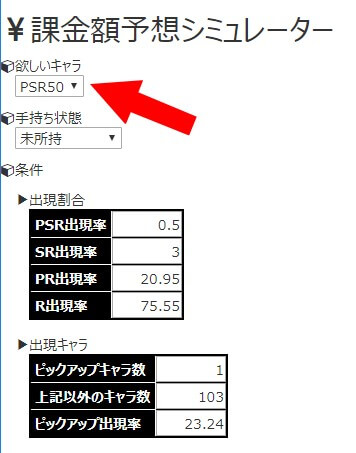 ¥課金額予想シミュレーター
欲しいキャラ
PSR50
手持ち状態
未所持
条件
▶出現割合
PSR出現率 0.5
SR出現率 3
PR出現率 20.95
R出現率 75.55
▶出現キャラ
ピックアップキャラ数 1
上記以外のキャラ数 103
ピックアップ出現率 23.24